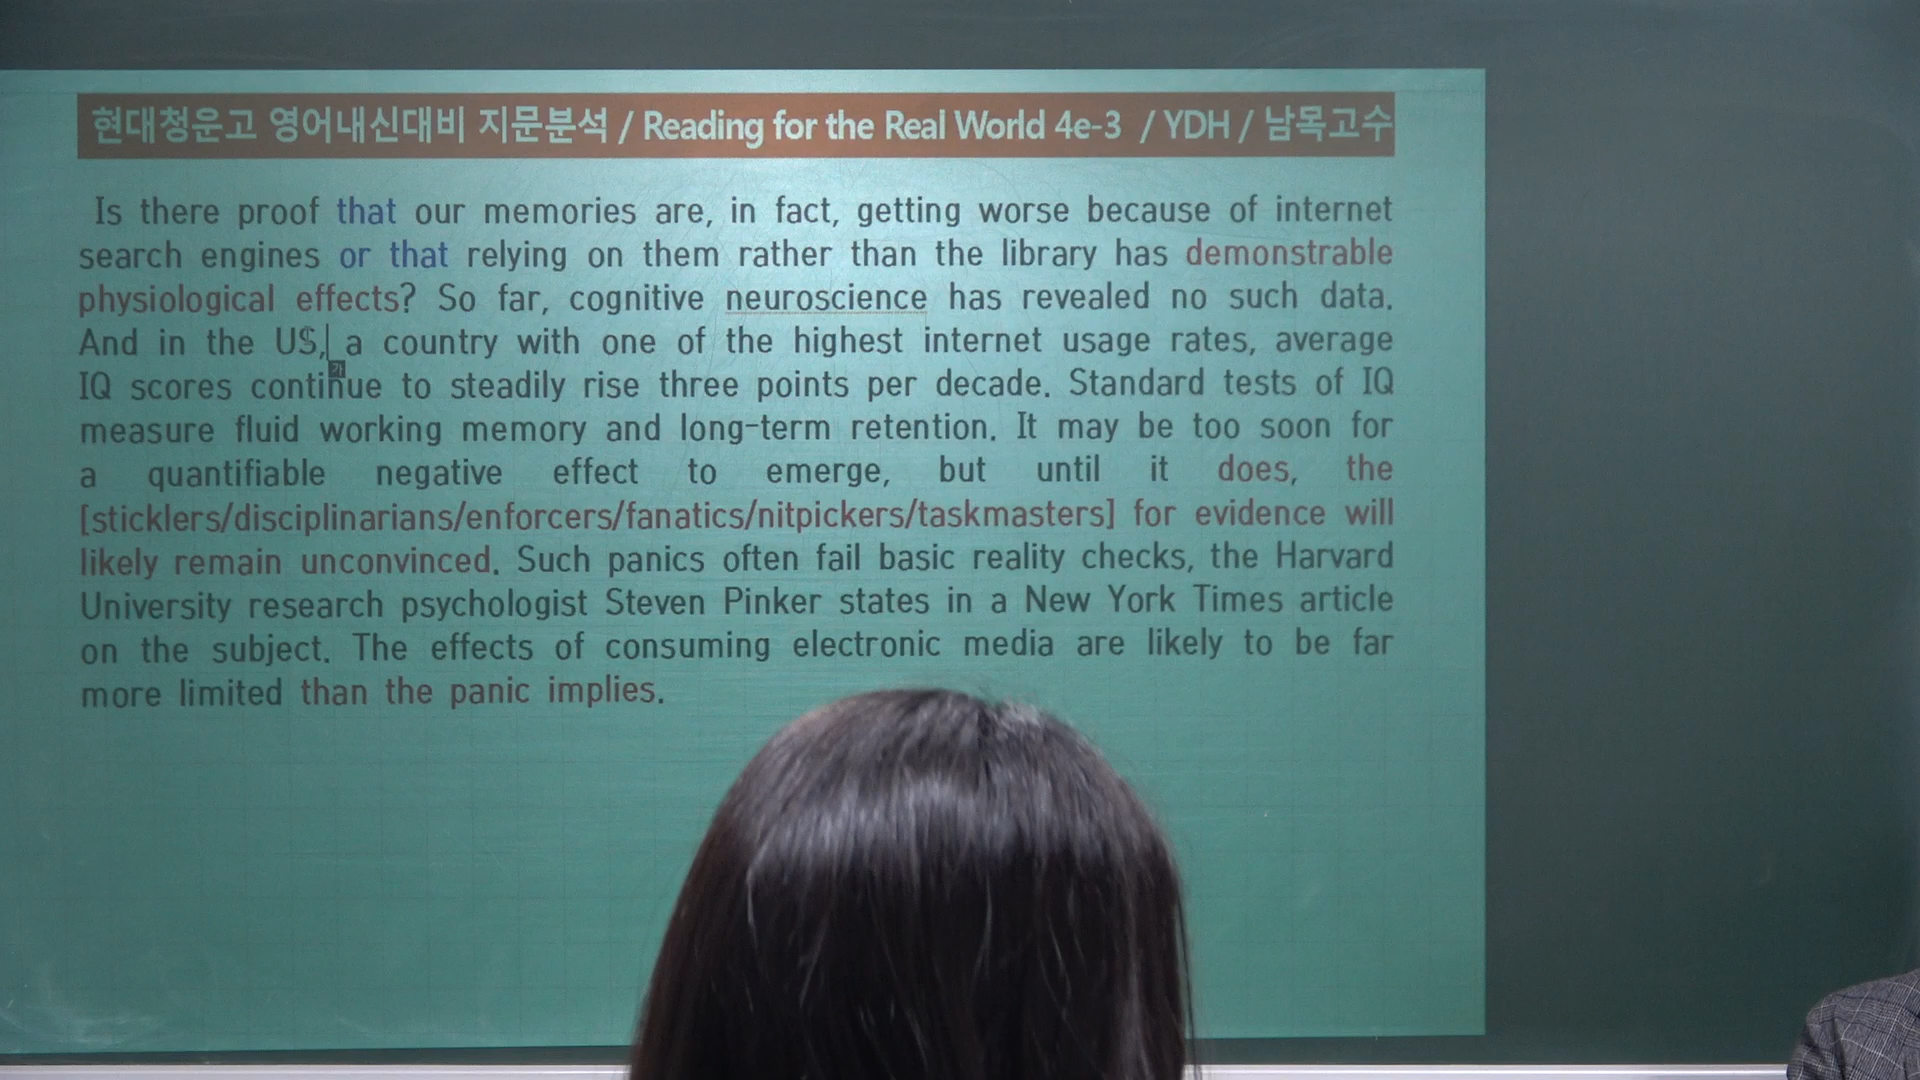 현대청운고 영어내신대비 지문분석 / Reading for the Real World 4e-3 / YDH / 남목고수
Is there proof that our memories are, in fact, getting worse because of internet
search engines or that relying on them rather than the library has demonstrable
physiological effects? So far, cognitive neuroscience has revealed no such data.
And in the US, a country with one of the highest internet usage rates, average
가
IQ scores continue to steadily rise three points per decade. Standard tests of IQ
measure fluid working memory and long-term retention. It may be too soon for
a quantifiable negative effect to emerge, but until it does, the
[sticklers/disciplinarians/enforcers/fanatics/nitpickers/taskmasters] for evidence will
likely remain unconvinced. Such panics often fail basic reality checks, the Harvard
University research psychologist Steven Pinker states in a New York Times article
on the subject. The effects of consuming electronic media are likely to be far
more limited than the panic implies.